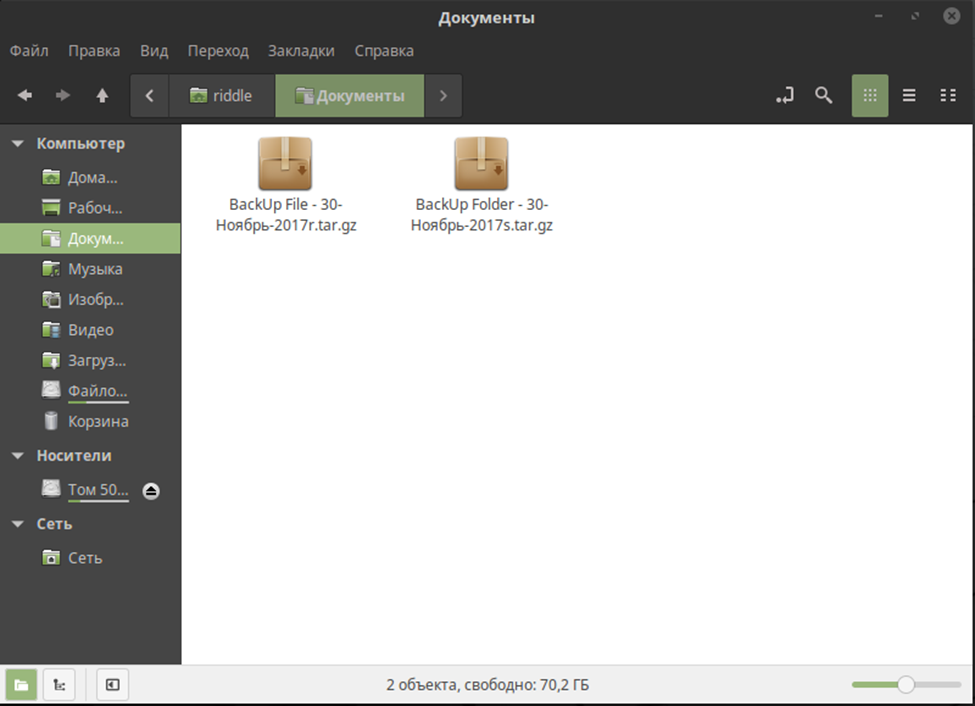 Документы
Файл Правка Вид Переход Закладки Справка
riddle Документы
Компьютер
Дома...
Рабоч...
Докум...
Музыка
Изобр...
Видео
Загруз...
Файло...
Корзина
Носители
Том 50...
Сеть
Сеть
BackUp File - 30-
Ноябрь-2017г.tar.gz
BackUp Folder - 30-
Ноябрь-2017s.tar.gz
2 объекта, свободно: 70,2 ГБ